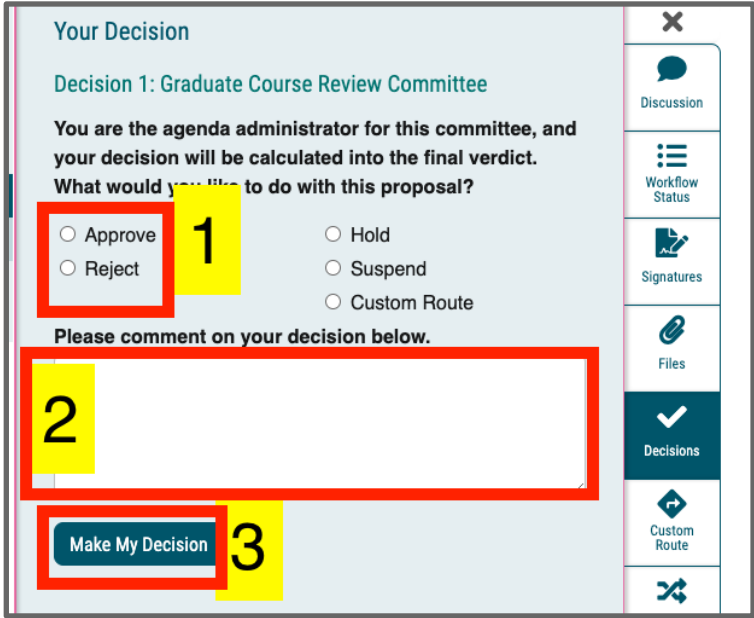 Your Decision
Decision 1: Graduate Course Review Committee
You are the agenda administrator for this committee, and
your decision will be calculated into the final verdict.
What would you like to do with this proposal?
1
Approve
Hold
Reject
Suspend
Custom Route
Please comment on your decision below.
2
Make My Decision
3
Discussion
Workflow
Status
Signatures
Files
Decisions
Custom
Route